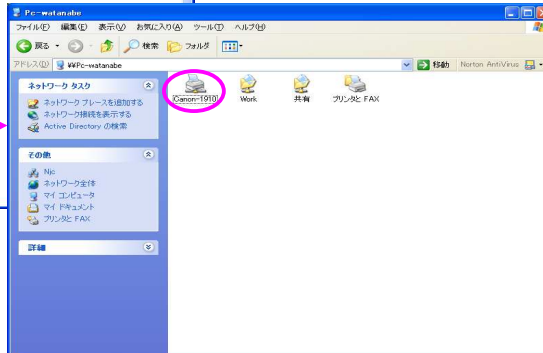 Pc-watanabe
ファイル(F) 編集(E) 表示(V) お気に入り(A) ツール(T) ヘルプ(H)
戻る 検索 フォルダ
アドレス(D) ¥¥Pc-watanabe 移動 Norton AntiVirus
ネットワーク タスク
ネットワーク プレースを追加する
ネットワーク接続を表示する
Active Directory の検索
その他
Njc
ネットワーク全体
マイ コンピュータ
マイ ドキュメント
プリンタと FAX
詳細
Canon-1910 Work 共有 プリンタと FAX